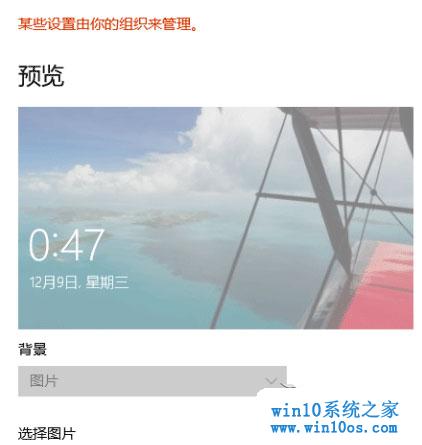 某些设置由你的组织来管理。
预览
0:47
12月9日, 星期三
背景
图片
win10系统之家
www.win10os.com
选择图片